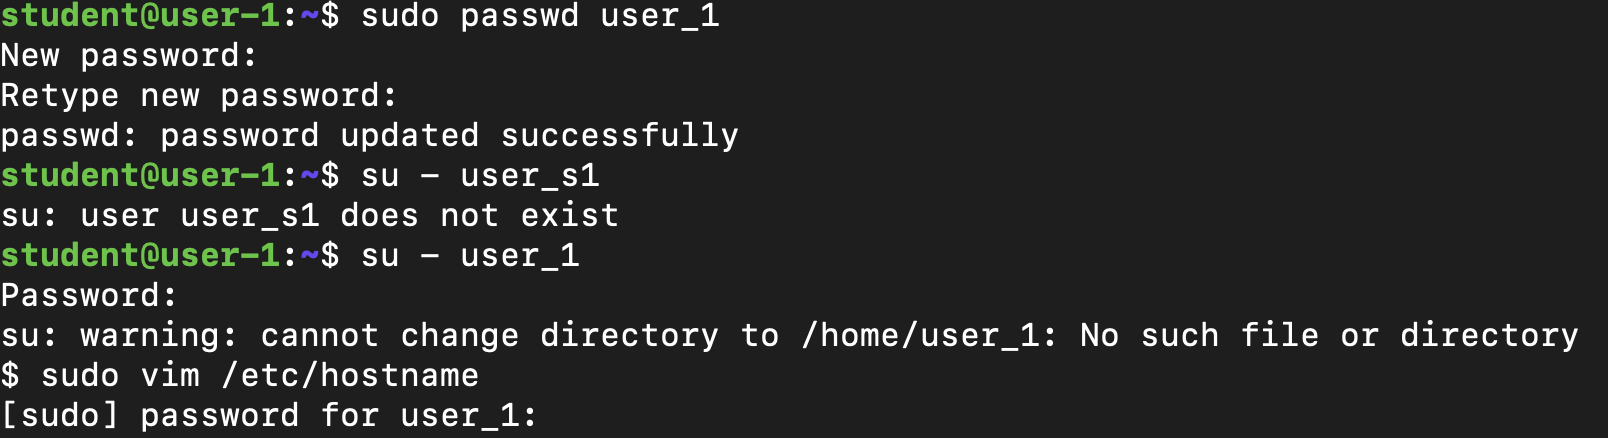 student@user-1:~$ sudo passwd user_1
New password:
Retype new password:
passwd: password updated successfully
student@user-1:~$ su - user_s1
su: user user_s1 does not exist
student@user-1:~$ su - user_1
Password:
su: warning: cannot change directory to /home/user_1: No such file or directory
$ sudo vim /etc/hostname
[sudo] password for user_1: